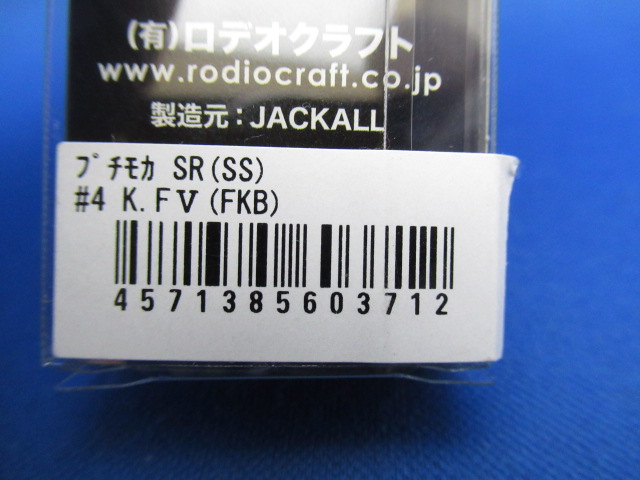 (有)ロデオクラフト
www.rodiocraft.co.jp
製造元：JACKALL
ﾌﾟﾁﾓｶ SR(SS)
#4 K.FV(FKB)
4571385603712